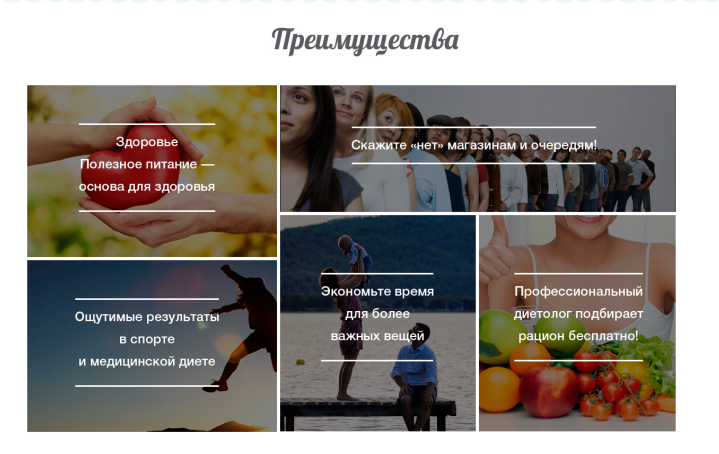 Преимущества
Здоровье
Полезное питание —
основа для здоровья
Скажите «нет» магазинам и очередям!
Ощутимые результаты
в спорте
и медицинской диете
Экономьте время
для более
важных вещей
Профессиональный
диетолог подбирает
рацион бесплатно!